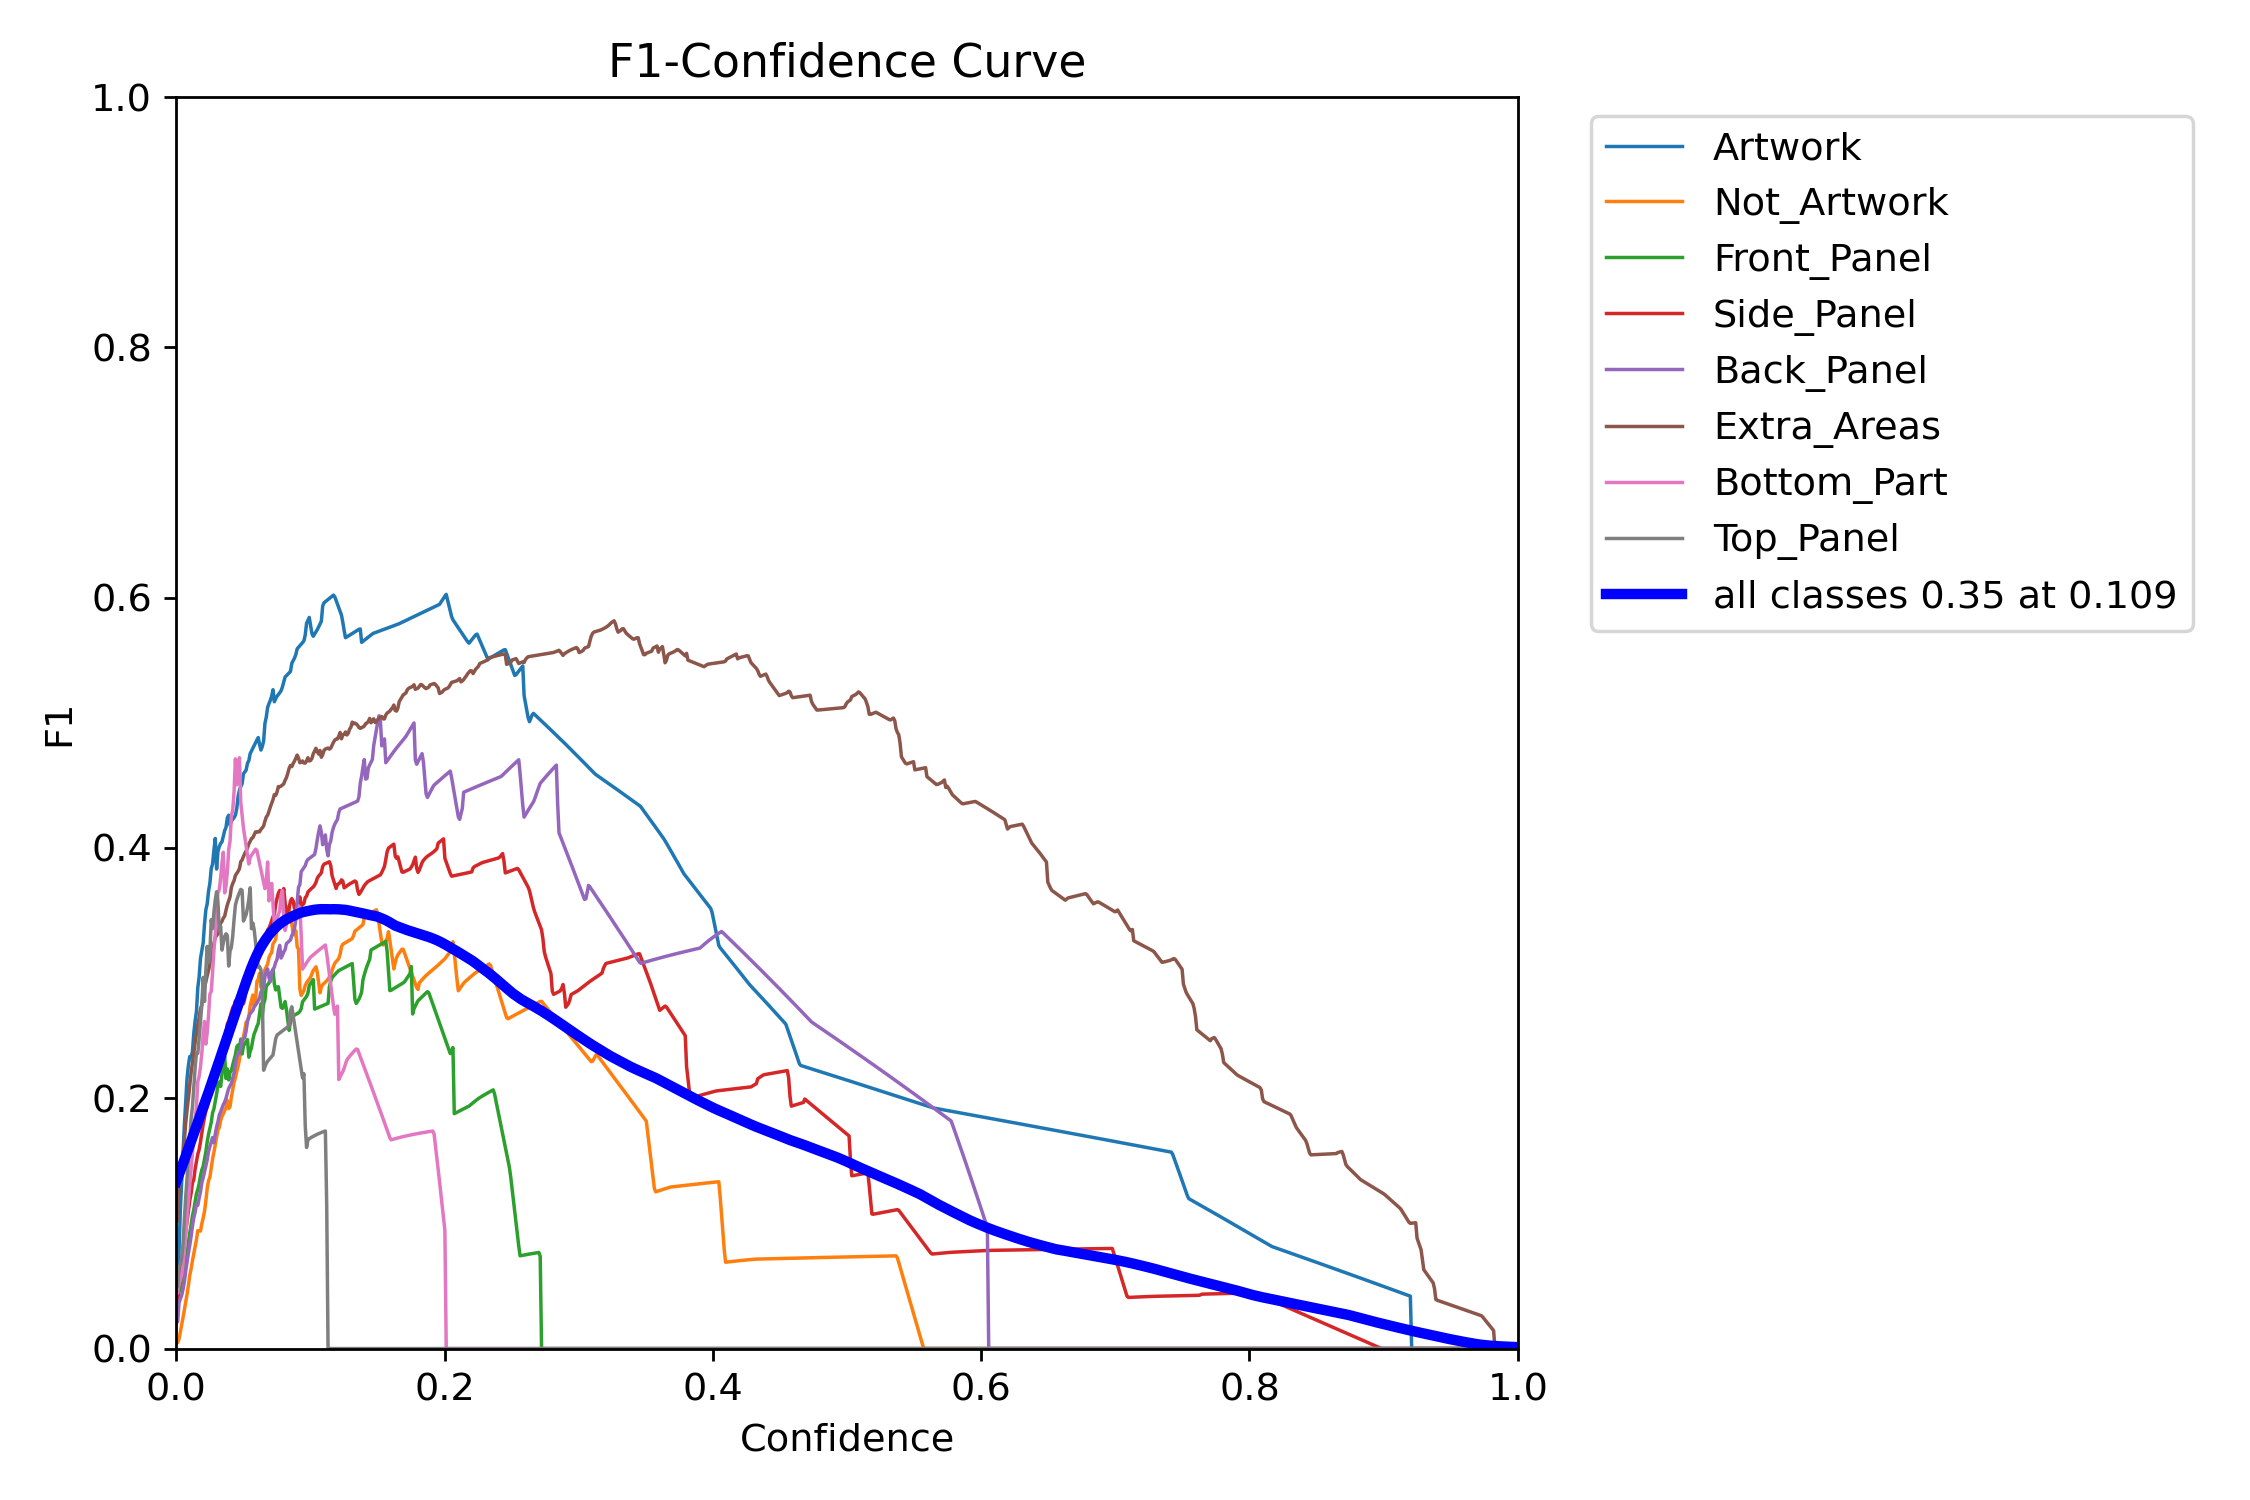 F1-Confidence Curve
1.0
0.8
0.6
0.4
0.2
0.0
F1
0.0 0.2 0.4 0.6 0.8 1.0
Confidence
Artwork
Not_Artwork
Front_Panel
Side_Panel
Back_Panel
Extra_Areas
Bottom_Part
Top_Panel
all classes 0.35 at 0.109